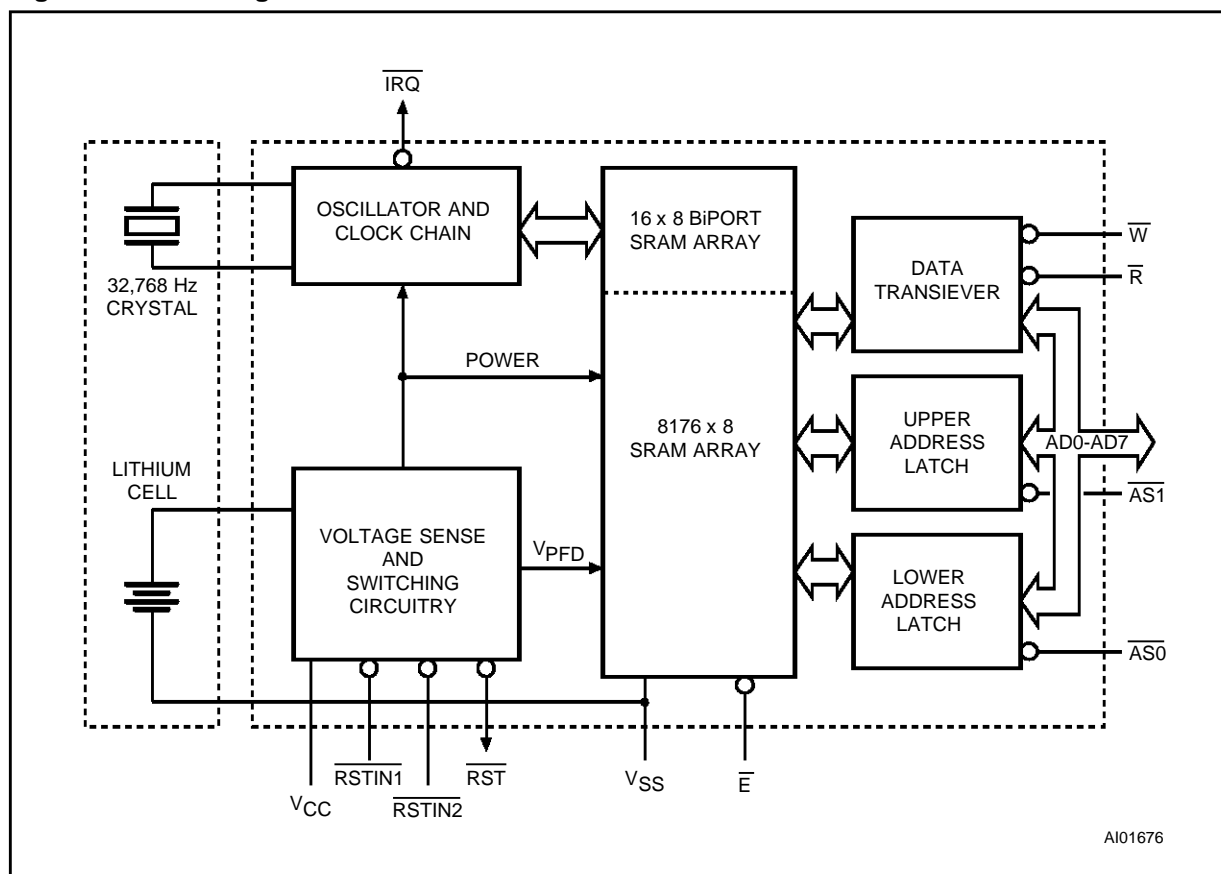 IRQ
OSCILLATOR AND
CLOCK CHAIN
32,768 Hz
CRYSTAL
16 x 8 BiPORT
SRAM ARRAY
DATA
TRANSIEVER
W
R
POWER
8176 x 8
SRAM ARRAY
UPPER
ADDRESS
LATCH
AD0-AD7
AS1
LITHIUM
CELL
VOLTAGE SENSE
AND
SWITCHING
CIRCUITRY
VPFD
LOWER
ADDRESS
LATCH
AS0
VCC
RSTIN1
RSTIN2
RST
VSS
E
AI01676